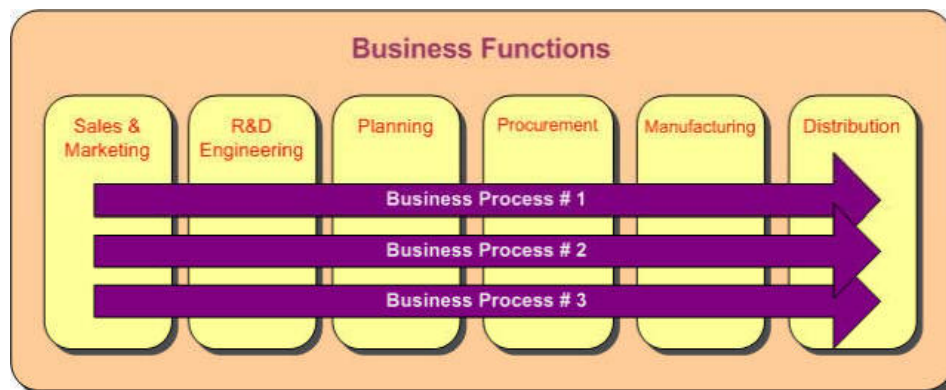 Business Functions
Sales &
Marketing
R&D
Engineering
Planning
Procurement
Manufacturing
Distribution
Business Process # 1
Business Process # 2
Business Process # 3